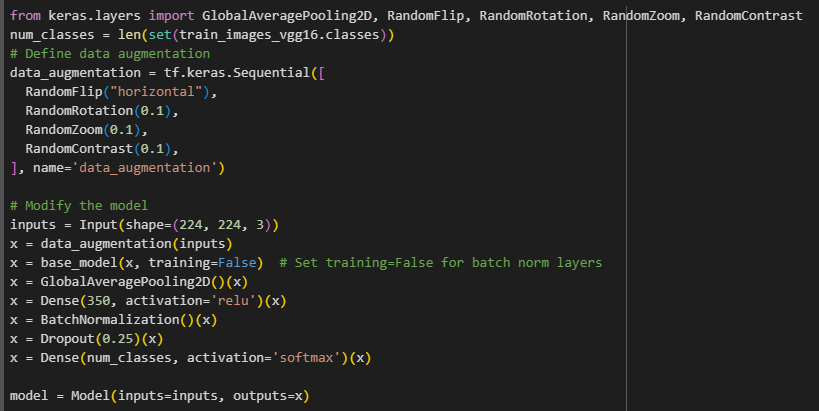 from keras.layers import GlobalAveragePooling2D, RandomFlip, RandomRotation, RandomZoom, RandomContrast
num_classes = len(set(train_images_vgg16.classes))
# Define data augmentation
data_augmentation = tf.keras.Sequential([
  RandomFlip("horizontal"),
  RandomRotation(0.1),
  RandomZoom(0.1),
  RandomContrast(0.1),
], name='data_augmentation')

# Modify the model
inputs = Input(shape=(224, 224, 3))
x = data_augmentation(inputs)
x = base_model(x, training=False)  # Set training=False for batch norm layers
x = GlobalAveragePooling2D()(x)
x = Dense(350, activation='relu')(x)
x = BatchNormalization()(x)
x = Dropout(0.25)(x)
x = Dense(num_classes, activation='softmax')(x)

model = Model(inputs=inputs, outputs=x)